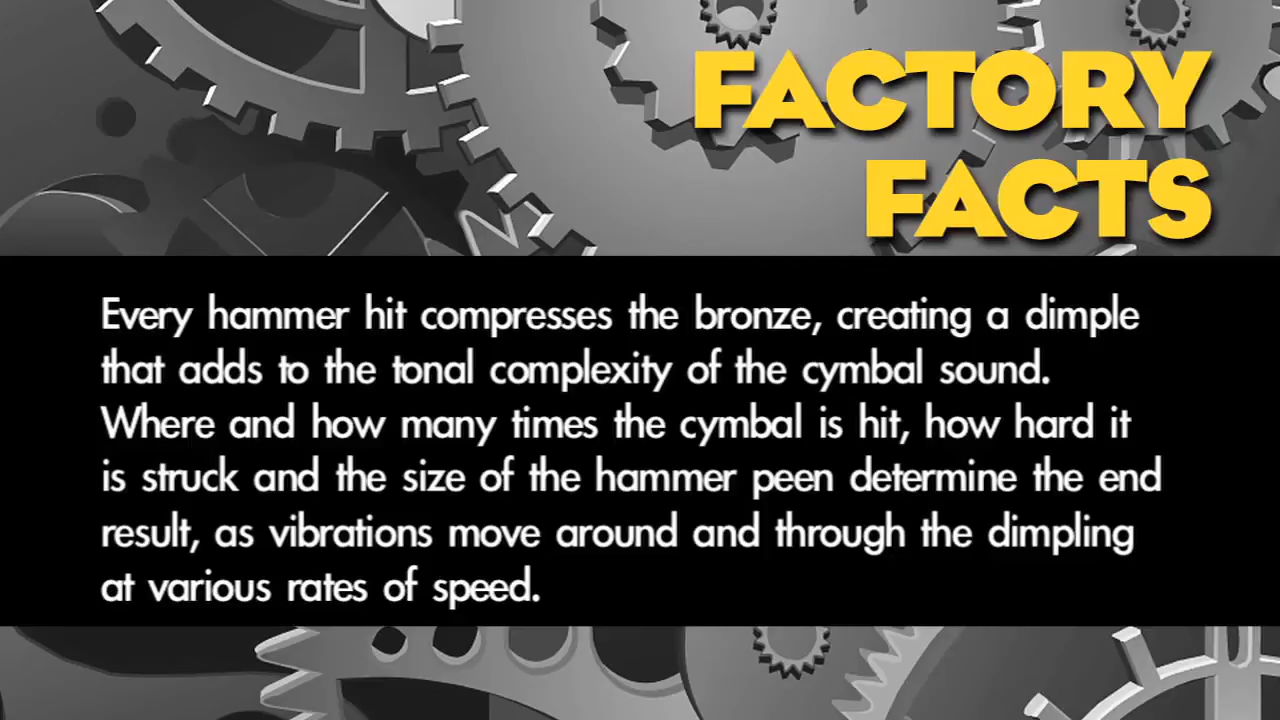 FACTORY
FACTS
Every hammer hit compresses the bronze, creating a dimple
that adds to the tonal complexity of the cymbal sound.
Where and how many times the cymbal is hit, how hard it
is struck and the size of the hammer peen determine the end
result, as vibrations move around and through the dimpling
at various rates of speed.